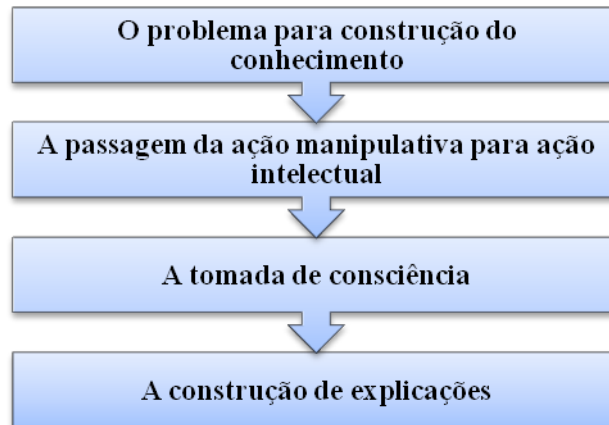 O problema para construção do
conhecimento
A passagem da ação manipulativa para ação
intelectual
A tomada de consciência
A construção de explicações